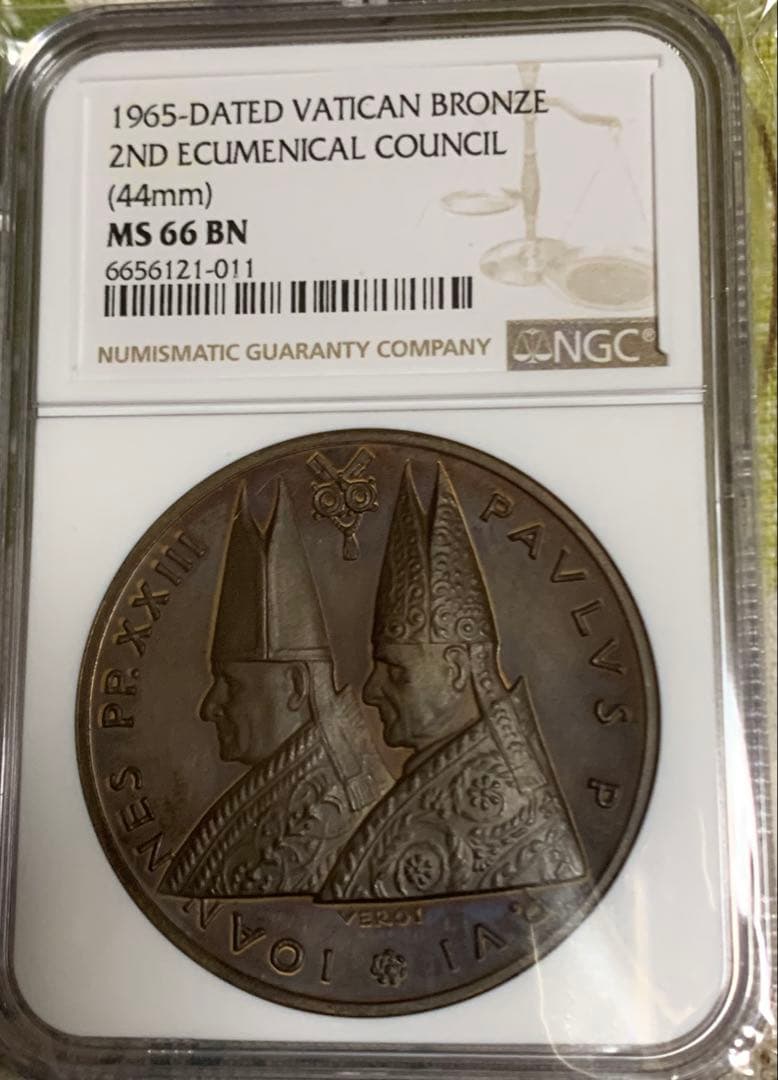 1965-DATED VATICAN BRONZE
2ND ECUMENICAL COUNCIL
(44mm)
MS 66 BN
6656121-011
NUMISMATIC GUARANTY COMPANY
NGC®
IOANNES PP. XXIII
PAVLVS PP. VI
VEROI